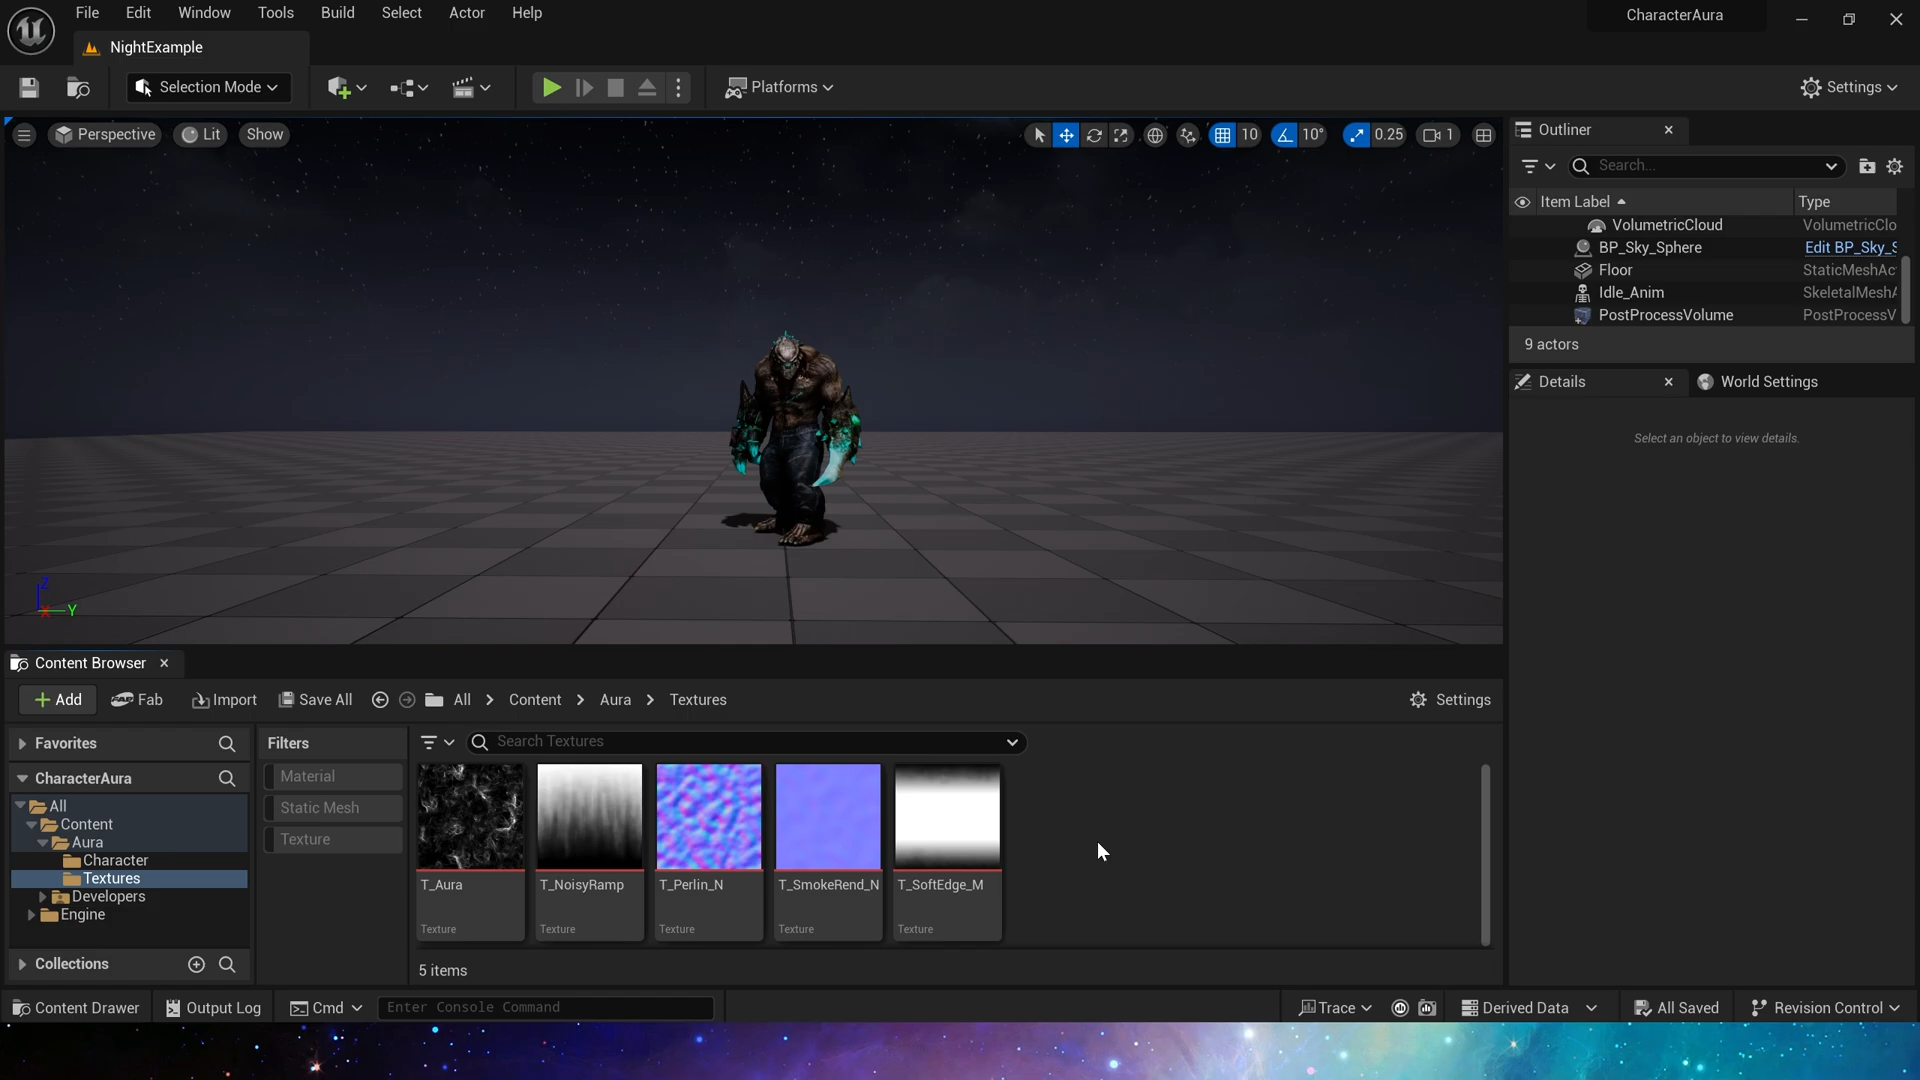 File Edit Window Tools Build Select Actor Help
CharacterAura
NightExample
Selection Mode
Platforms
Settings
Perspective
Lit
Show
10
10°
0.25
1
Outliner
Search...
Item Label
Type
VolumetricCloud
VolumetricClo
BP_Sky_Sphere
Edit BP_Sky_S
Floor
StaticMeshAc
Idle_Anim
SkeletalMeshA
PostProcessVolume
PostProcessV
9 actors
Details
World Settings
Select an object to view details.
Z
X
Y
Content Browser
Add
Fab
Import
Save All
All
Content
Aura
Textures
Settings
Favorites
CharacterAura
All
Content
Aura
Character
Textures
Developers
Engine
Collections
Filters
Material
Static Mesh
Texture
Search Textures
T_Aura
Texture
T_NoisyRamp
Texture
T_Perlin_N
Texture
T_SmokeRend_N
Texture
T_SoftEdge_M
Texture
5 items
Content Drawer
Output Log
Cmd
Enter Console Command
Trace
Derived Data
All Saved
Revision Control